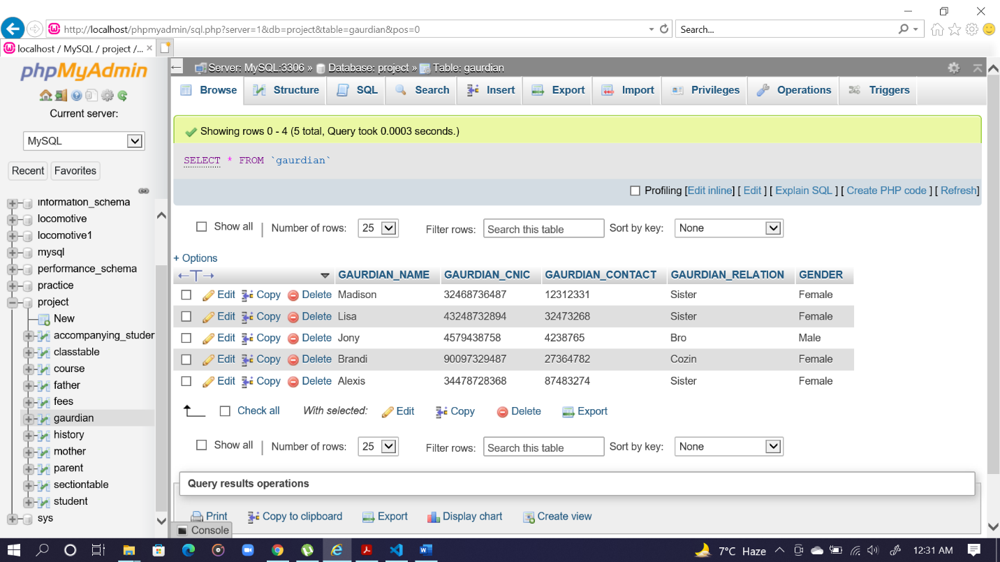 http://localhost/phpmyadmin/sql.php?server=1&db=project&table=gaurdian&pos=0
Search...
localhost / MySQL / project /...
phpMyAdmin
Current server:
MySQL
Recent Favorites
information_schema
locomotive
locomotive1
mysql
performance_schema
practice
project
New
accompanying_studer
classtable
course
father
fees
gaurdian
history
mother
parent
sectiontable
student
sys
Server: MySQL:3306 » Database: project » Table: gaurdian
Browse Structure SQL Search Insert Export Import Privileges Operations Triggers
Showing rows 0 - 4 (5 total, Query took 0.0003 seconds.)
SELECT * FROM `gaurdian`
Profiling [Edit inline] [ Edit ] [ Explain SQL ] [ Create PHP code ] [ Refresh]
Show all | Number of rows: 25 Filter rows: Search this table Sort by key: None
+ Options
←T→ GAURDIAN_NAME GAURDIAN_CNIC GAURDIAN_CONTACT GAURDIAN_RELATION GENDER
Edit Copy Delete Madison 32468736487 12312331 Sister Female
Edit Copy Delete Lisa 43248732894 32473268 Sister Female
Edit Copy Delete Jony 4579438758 4238765 Bro Male
Edit Copy Delete Brandi 90097329487 27364782 Cozin Female
Edit Copy Delete Alexis 34478728368 87483274 Sister Female
Check all With selected: Edit Copy Delete Export
Show all | Number of rows: 25 Filter rows: Search this table Sort by key: None
Query results operations
Print Copy to clipboard Export Display chart Create view
Console
7°C Haze 12:31 AM